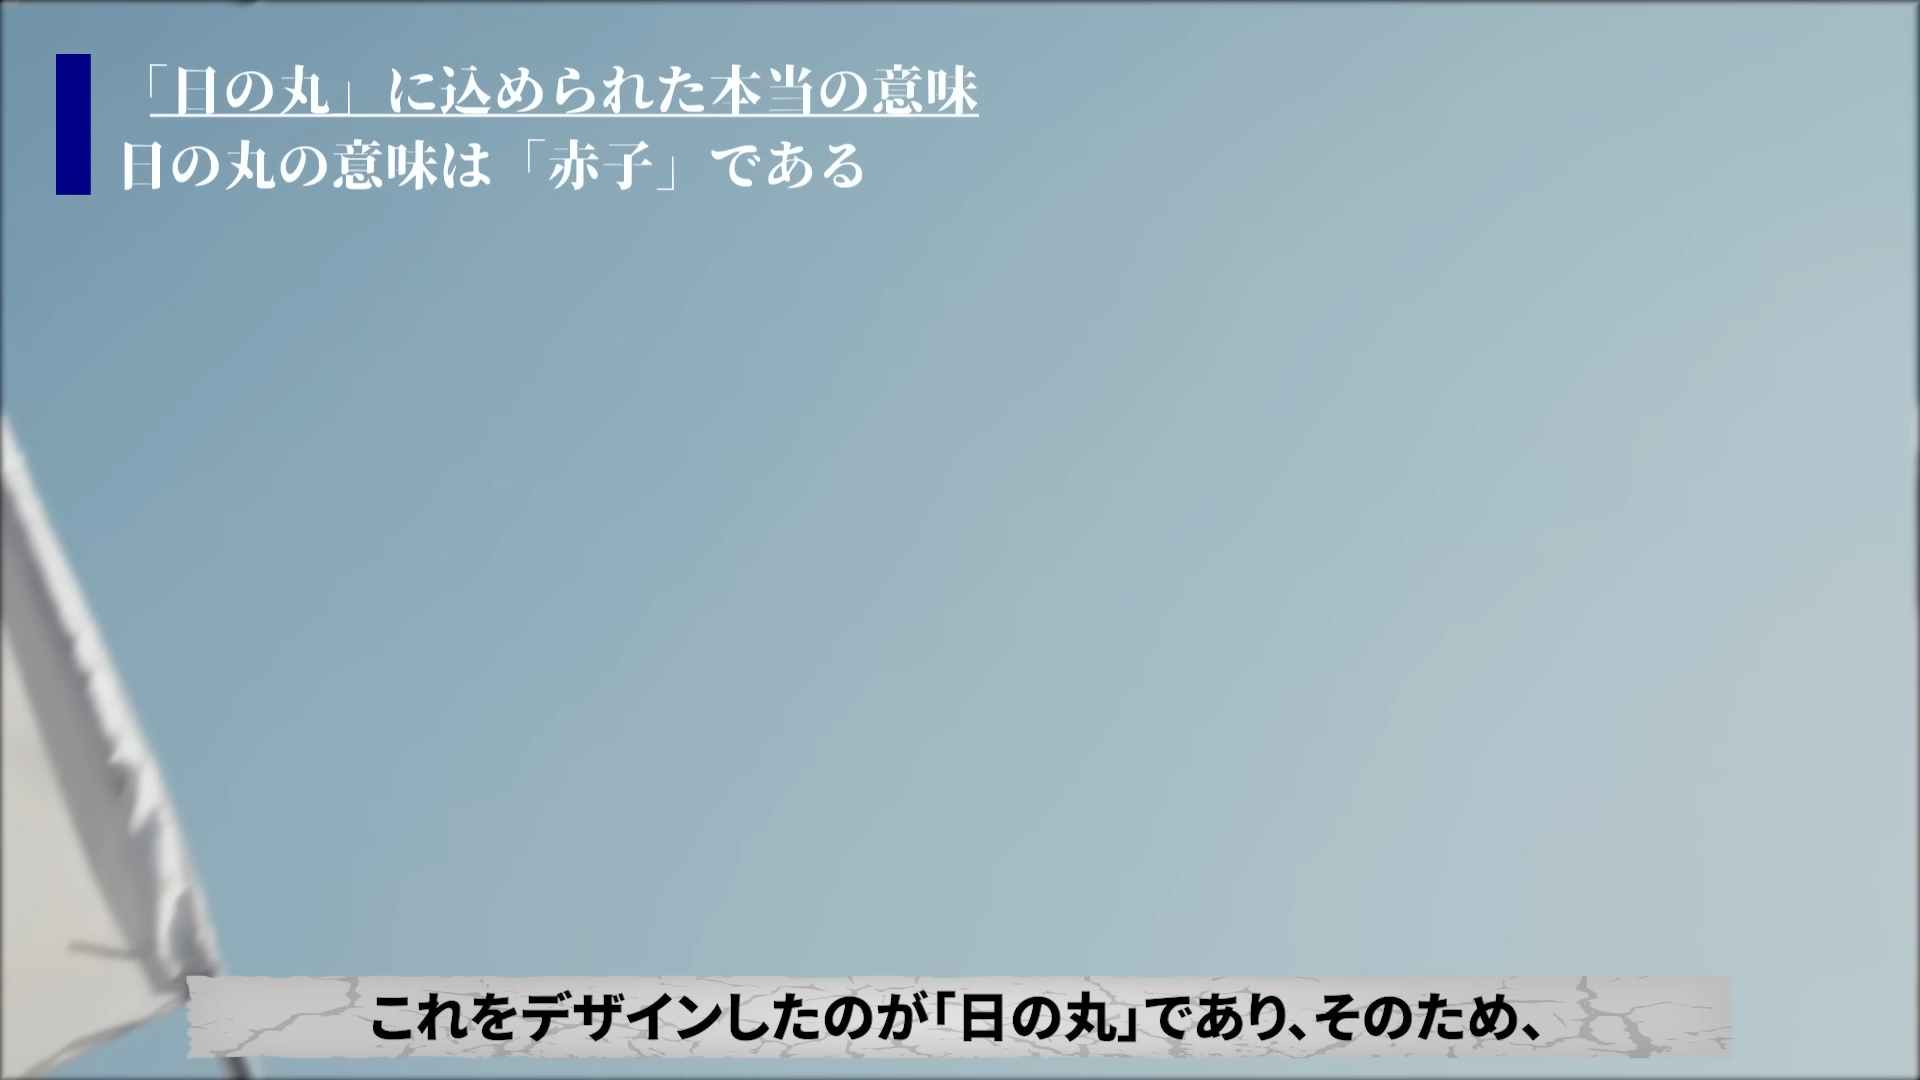 「日の丸」に込められた本当の意味
日の丸の意味は「赤子」である
これをデザインしたのが「日の丸」であり、そのため、